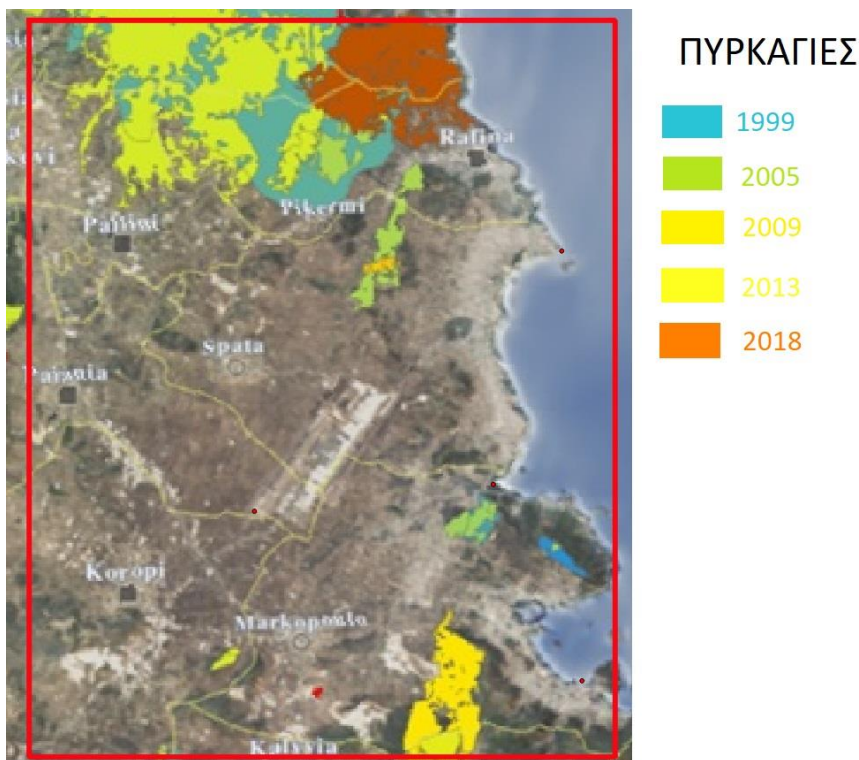 ΠΥΡΚΑΓΙΕΣ
1999
2005
2009
2013
2018
Rafina
Pikermi
Pallini
Spata
Paiania
Koropi
Markopoulo
Kalyvia